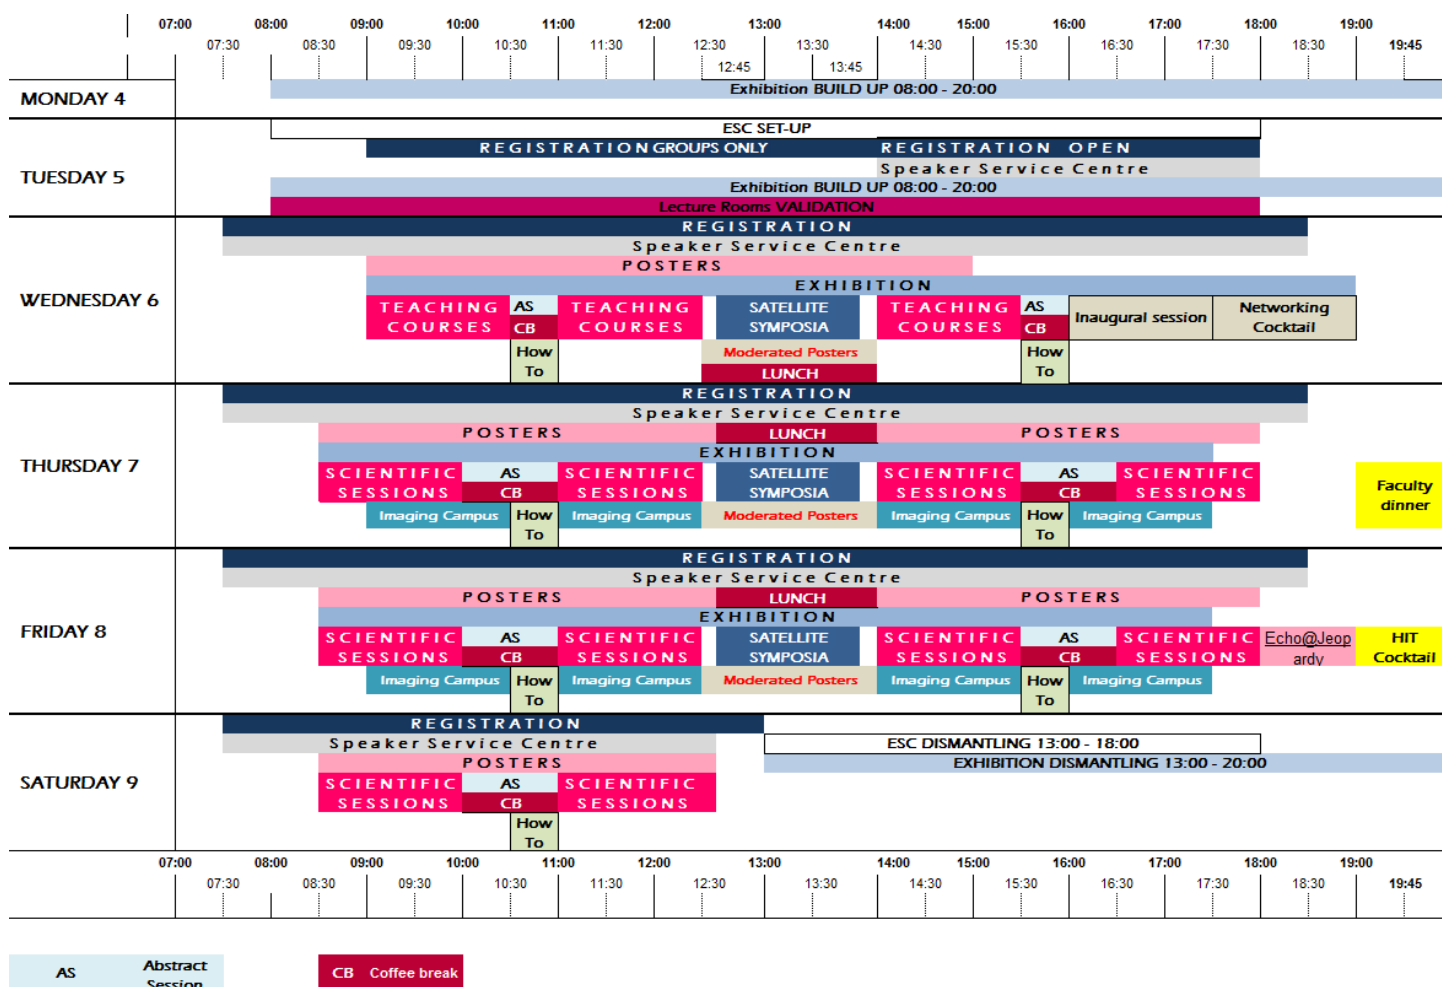 07:00 08:00 09:00 10:00 11:00 12:00 13:00 14:00 15:00 16:00 17:00 18:00 19:00
07:30 08:30 09:30 10:30 11:30 12:30 13:30 14:30 15:30 16:30 17:30 18:30 19:45
12:45 13:45
MONDAY 4
Exhibition BUILD UP 08:00 - 20:00
TUESDAY 5
ESC SET-UP
REGISTRATION GROUPS ONLY REGISTRATION OPEN
Speaker Service Centre
Exhibition BUILD UP 08:00 - 20:00
Lecture Rooms VALIDATION
WEDNESDAY 6
REGISTRATION
Speaker Service Centre
POSTERS
EXHIBITION
TEACHING AS TEACHING SATELLITE TEACHING AS Inaugural session Networking
COURSES CB COURSES SYMPOSIA COURSES CB Cocktail
How Moderated Posters How
To LUNCH To
THURSDAY 7
REGISTRATION
Speaker Service Centre
POSTERS LUNCH POSTERS
EXHIBITION
SCIENTIFIC AS SCIENTIFIC SATELLITE SCIENTIFIC AS SCIENTIFIC Faculty
SESSIONS CB SESSIONS SYMPOSIA SESSIONS CB SESSIONS dinner
Imaging Campus How Imaging Campus Moderated Posters Imaging Campus How Imaging Campus
To To
FRIDAY 8
REGISTRATION
Speaker Service Centre
POSTERS LUNCH POSTERS
EXHIBITION
SCIENTIFIC AS SCIENTIFIC SATELLITE SCIENTIFIC AS SCIENTIFIC Echo@Jeop HIT
SESSIONS CB SESSIONS SYMPOSIA SESSIONS CB SESSIONS ardy Cocktail
Imaging Campus How Imaging Campus Moderated Posters Imaging Campus How Imaging Campus
To To
SATURDAY 9
REGISTRATION
Speaker Service Centre ESC DISMANTLING 13:00 - 18:00
POSTERS EXHIBITION DISMANTLING 13:00 - 20:00
SCIENTIFIC AS SCIENTIFIC
SESSIONS CB SESSIONS
How
To
07:00 08:00 09:00 10:00 11:00 12:00 13:00 14:00 15:00 16:00 17:00 18:00 19:00
07:30 08:30 09:30 10:30 11:30 12:30 13:30 14:30 15:30 16:30 17:30 18:30 19:45
AS Abstract Session CB Coffee break